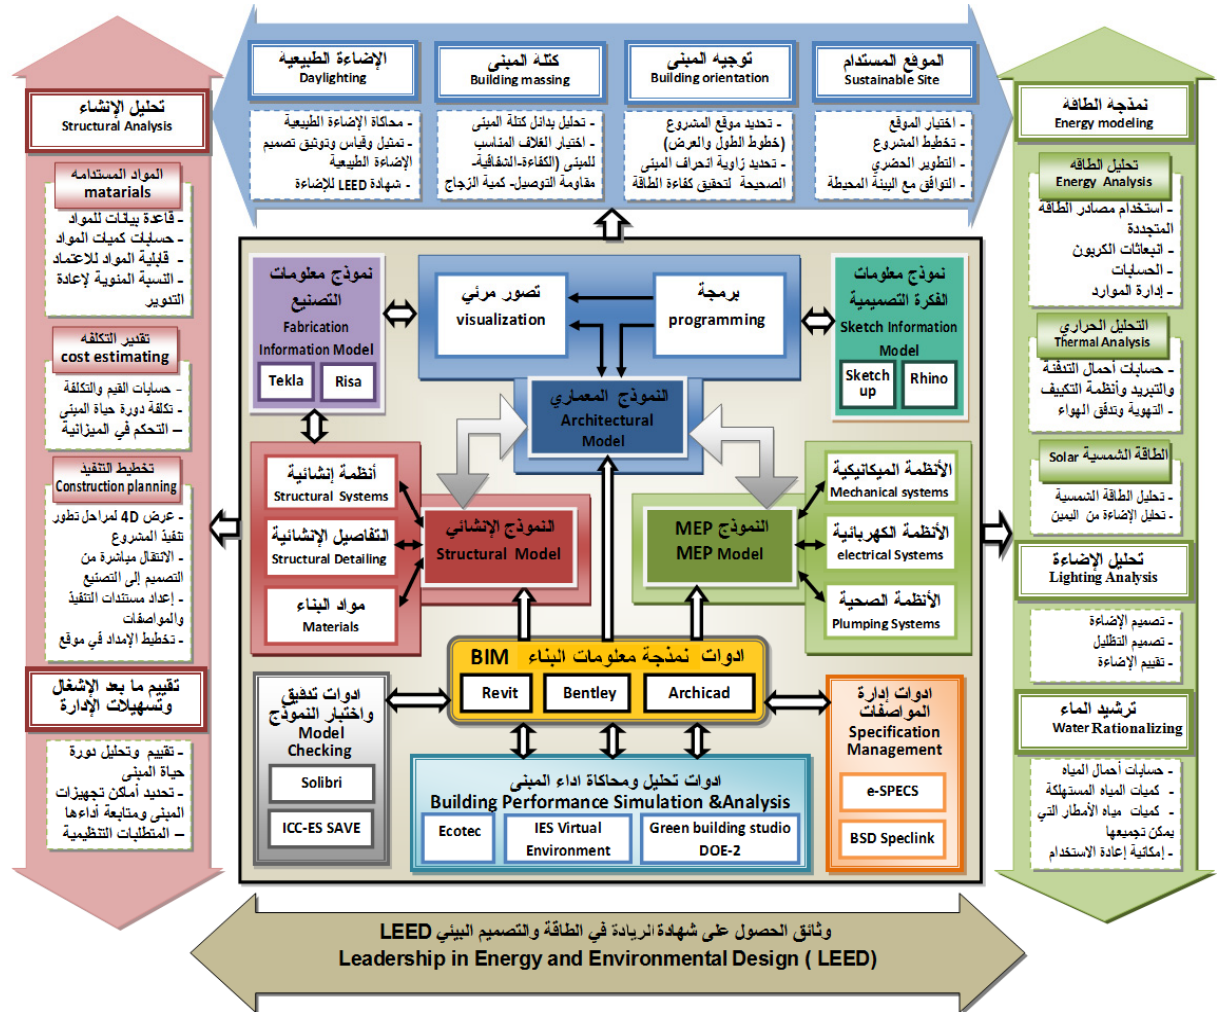 الإضاءة الطبيعية
Daylighting
- محاكاة الإضاءة الطبيعية
- تمثيل وقياس وتوثيق تصميم
الإضاءة الطبيعية
- شهادة LEED للإضاءة
كتلة المبنى
Building massing
- تحليل بدائل كتلة المبنى
- اختيار الغلاف المناسب
للمبنى (الكفاءة-الشفافية-
مقاومة التوصيل- كمية الزجاج
توجيه المبنى
Building orientation
- تحديد موقع المشروع
(خطوط الطول والعرض)
- تحديد زاوية انحراف المبنى
الصحيحة لتحقيق كفاءة الطاقة
الموقع المستدام
Sustainable Site
- اختيار الموقع
- تخطيط المشروع
- التطوير الحضري
- التوافق مع البيئة المحيطة
تحليل الإنشاء
Structural Analysis
المواد المستدامه
matarials
- قاعدة بيانات للمواد
- حسابات كميات المواد
- قابلية المواد للاعتماد
- النسبة المئوية لإعادة
التدوير
تقدير التكلفه
cost estimating
- حسابات القيم والتكلفة
- تكلفة دورة حياة المبنى
– التحكم في الميزانية
تخطيط التنفيذ
Construction planning
- عرض 4D لمراحل تطور
تنفيذ المشروع
- الانتقال مباشرة من
التصميم إلى التصنيع
- إعداد مستندات التنفيذ
والمواصفات
- تخطيط الإمداد في موقع
تقييم ما بعد الإشغال
وتسهيلات الإدارة
- تقييم وتحليل دورة
حياة المبنى
- تحديد أماكن تجهيزات
المبنى ومتابعة أداءها
– المتطلبات التنظيمية
نموذج معلومات
التصنيع
Fabrication
Information Model
Tekla
Risa
تصور مرئي
visualization
برمجة
programming
نموذج معلومات
الفكرة التصميمية
Sketch Information
Model
Sketch
up
Rhino
النموذج المعماري
Architectural
Model
أنظمة إنشائية
Structural Systems
التفاصيل الإنشائية
Structural Detailing
مواد البناء
Materials
النموذج الإنشائي
Structural Model
النموذج MEP
MEP Model
الأنظمة الميكانيكية
Mechanical systems
الأنظمة الكهربائية
electrical Systems
الأنظمة الصحية
Plumping Systems
ادوات نمذجة معلومات البناء BIM
Revit
Bentley
Archicad
ادوات تدقيق
واختبار النموذج
Model
Checking
Solibri
ICC-ES SAVE
ادوات تحليل ومحاكاة اداء المبنى
Building Performance Simulation &Analysis
Ecotec
IES Virtual
Environment
Green building studio
DOE-2
ادوات إدارة
المواصفات
Specification
Management
e-SPECS
BSD Speclink
نمذجة الطاقة
Energy modeling
تحليل الطاقه
Energy Analysis
- استخدام مصادر الطاقة
المتجددة
- انبعاثات الكربون
- الحسابات
- إدارة الموارد
التحليل الحراري
Thermal Analysis
- حسابات أحمال التدفئة
والتبريد وأنظمة التكييف
- التهوية وتدفق الهواء
الطاقة الشمسية Solar
- تحليل الطاقة الشمسية
- تحليل الإضاءة من اليمين
تحليل الإضاءة
Lighting Analysis
- تصميم الإضاءة
- تصميم التظليل
- تقييم الإضاءة
ترشيد الماء
Water Rationalizing
- حسابات أحمال المياه
- كميات المياه المستهلكة
- كميات مياه الأمطار التي
يمكن تجميعها
- إمكانية إعادة الاستخدام
وثائق الحصول على شهادة الريادة في الطاقة والتصميم البيئي LEED
Leadership in Energy and Environmental Design ( LEED)